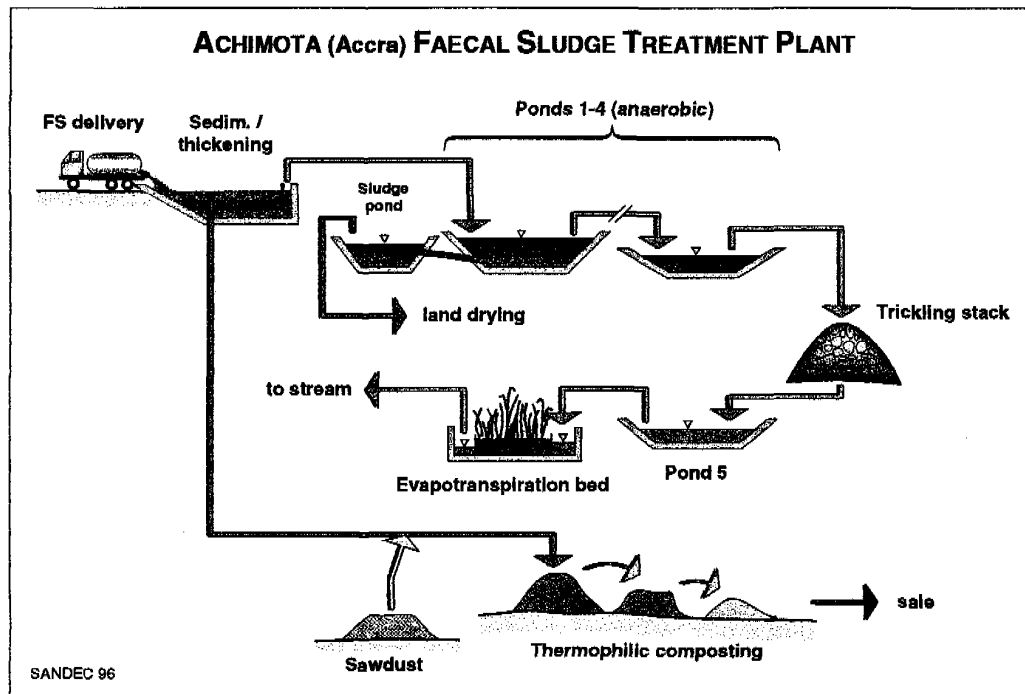 ACHIMOTA (Accra) FAECAL SLUDGE TREATMENT PLANT
Ponds 1-4 (anaerobic)
FS delivery
Sedim. /
thickening
Sludge
pond
land drying
Trickling stack
to stream
Evapotranspiration bed
Pond 5
sale
Thermophilic composting
Sawdust
SANDEC 96